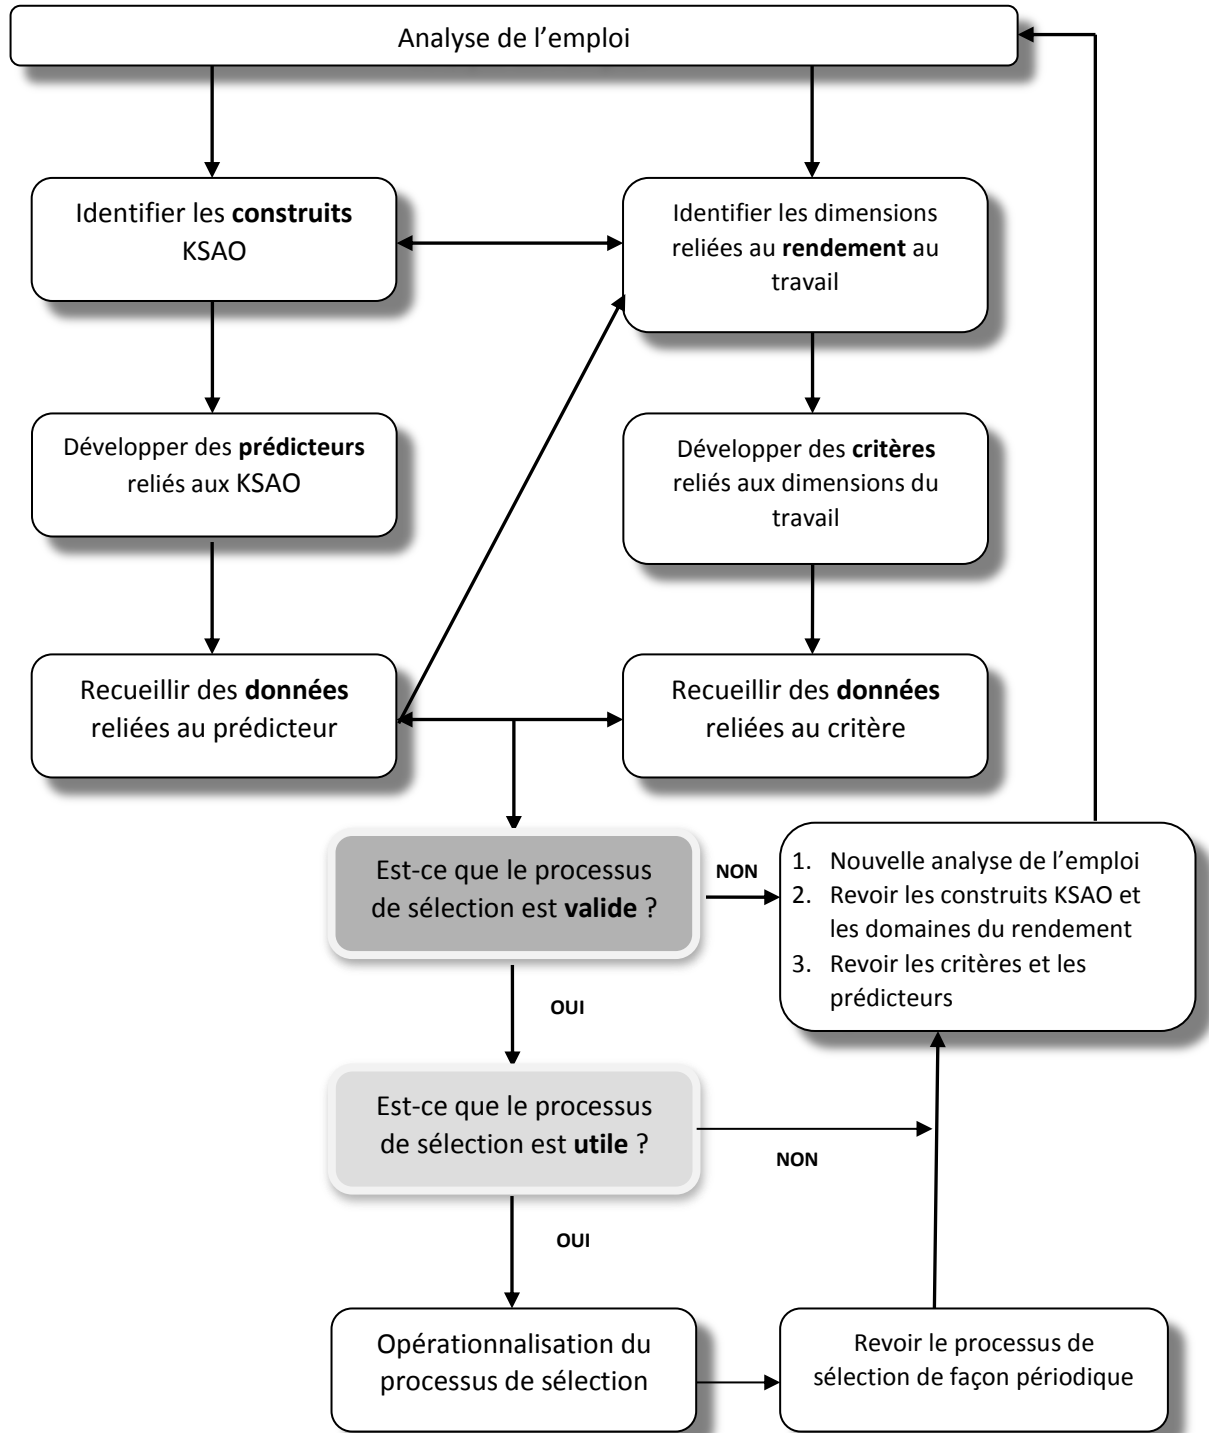 Analyse de l’emploi
Identifier les construits
KSAO
Identifier les dimensions
reliées au rendement au
travail
Développer des prédicteurs
reliés aux KSAO
Développer des critères
reliés aux dimensions du
travail
Recueillir des données
reliées au prédicteur
Recueillir des données
reliées au critère
Est-ce que le processus
de sélection est valide ?
NON
1. Nouvelle analyse de l’emploi
2. Revoir les construits KSAO et
les domaines du rendement
3. Revoir les critères et les
prédicteurs
OUI
Est-ce que le processus
de sélection est utile ?
NON
OUI
Opérationnalisation du
processus de sélection
Revoir le processus de
sélection de façon périodique